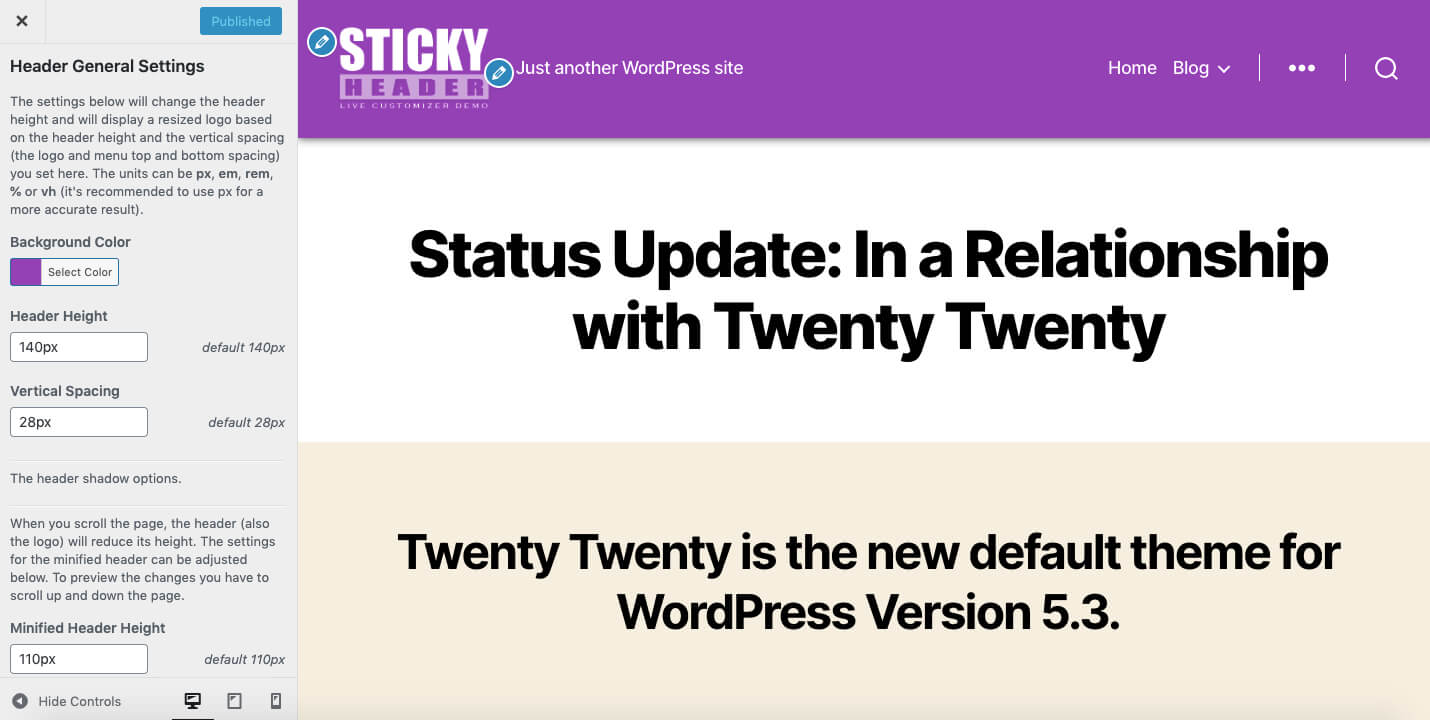 Published
Header General Settings
The settings below will change the header
height and will display a resized logo based
on the header height and the vertical spacing
(the logo and menu top and bottom spacing)
you set here. The units can be px, em, rem,
% or vh (it's recommended to use px for a
more accurate result).
Background Color
Select Color
Header Height
140px default 140px
Vertical Spacing
28px default 28px
The header shadow options.
When you scroll the page, the header (also
the logo) will reduce its height. The settings
for the minified header can be adjusted
below. To preview the changes you have to
scroll up and down the page.
Minified Header Height
110px default 110px
Hide Controls
STICKY
HEADER
LIVE CUSTOMIZER DEMO
Just another WordPress site
Home Blog
Status Update: In a Relationship
with Twenty Twenty
Twenty Twenty is the new default theme for
WordPress Version 5.3.